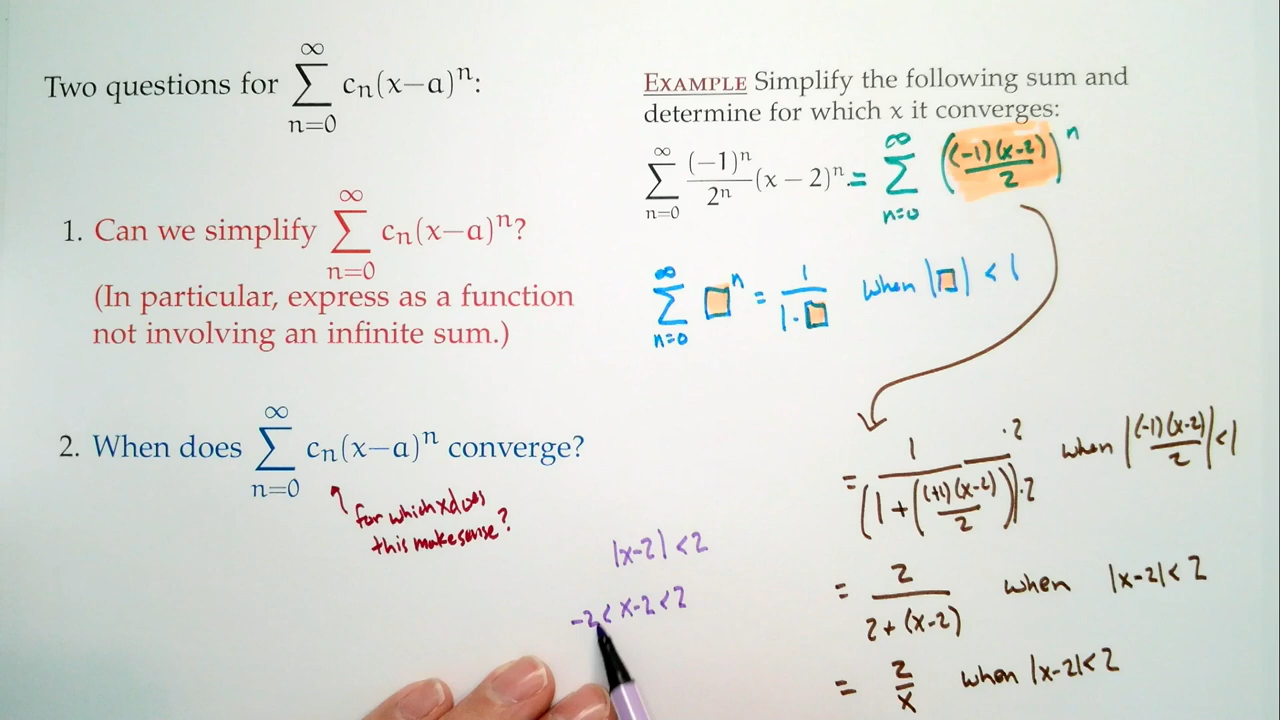 Two questions for ∞∑n=0 cn(x−a)^n:
1. Can we simplify ∞∑n=0 cn(x−a)^n?
(In particular, express as a function
not involving an infinite sum.)
2. When does ∞∑n=0 cn(x−a)^n converge?
for which x does
this make sense?
|x-2| < 2
-2 < x-2 < 2
EXAMPLE Simplify the following sum and
determine for which x it converges:
∞∑n=0 (−1)^n/2^n (x − 2)^n. = ∞∑n=0 ((-1)(x-2)/2)^n
∞∑n=0 □^n = 1/(1-□) when |□| < 1
= 1/(1+((+1)(x-2)/2)) ·2/·2 when |(-1)(x-2)/2| < 1
= 2/(2+(x-2)) when |x-2| < 2
= 2/x when |x-2| < 2